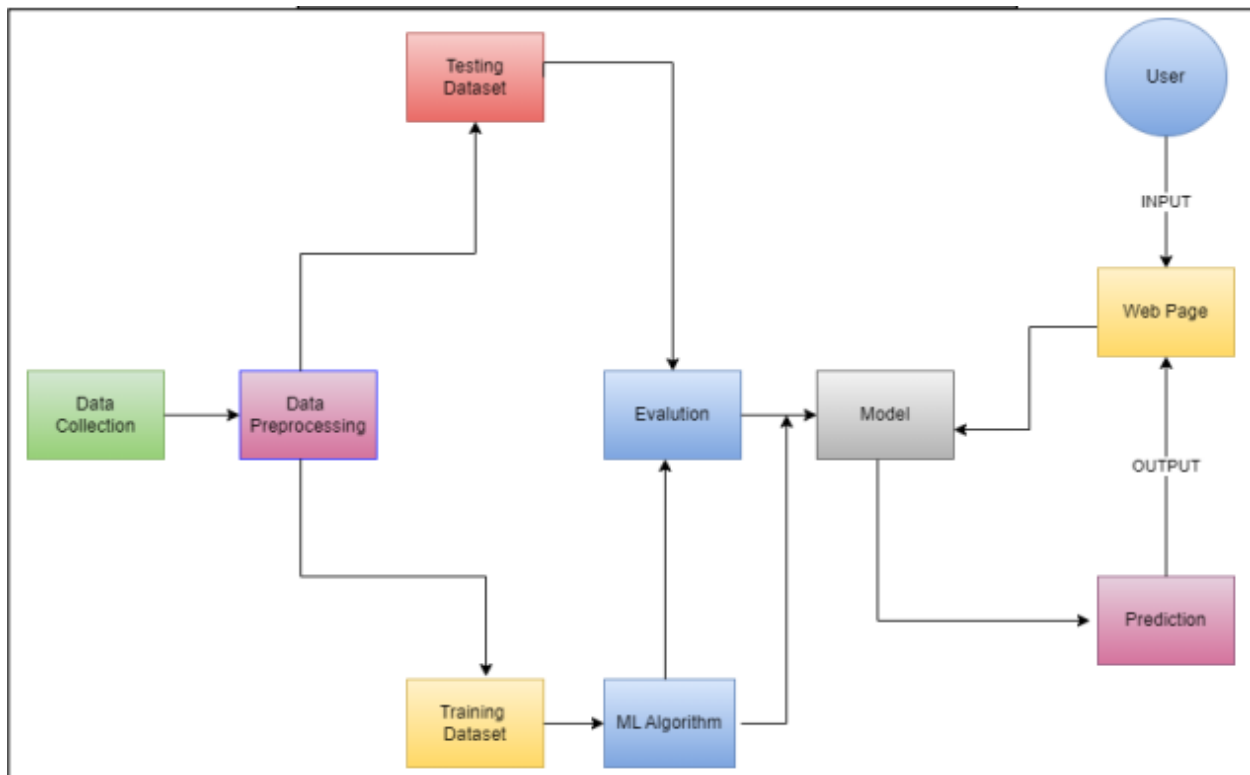 Testing
Dataset
User
INPUT
Web Page
Data
Collection
Data
Preprocessing
Evalution
Model
OUTPUT
Prediction
Training
Dataset
ML Algorithm